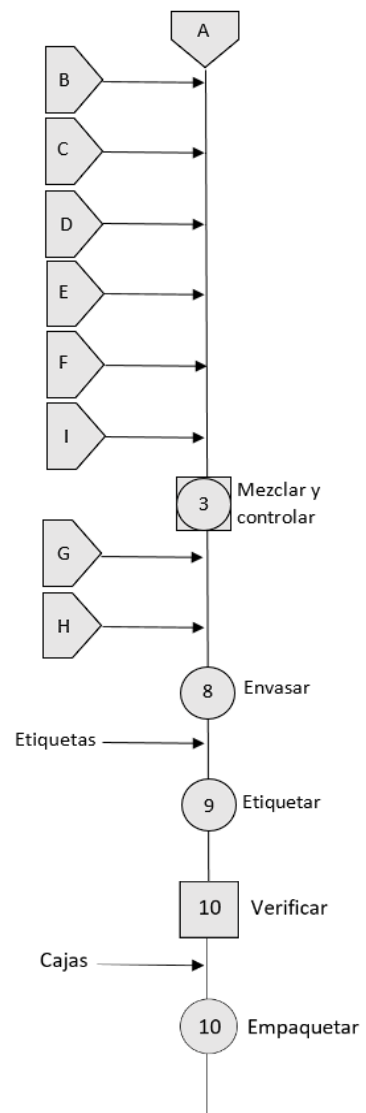 A
B
C
D
E
F
I
3
Mezclar y
controlar
G
H
8
Envasar
Etiquetas
9
Etiquetar
10
Verificar
Cajas
10
Empaquetar